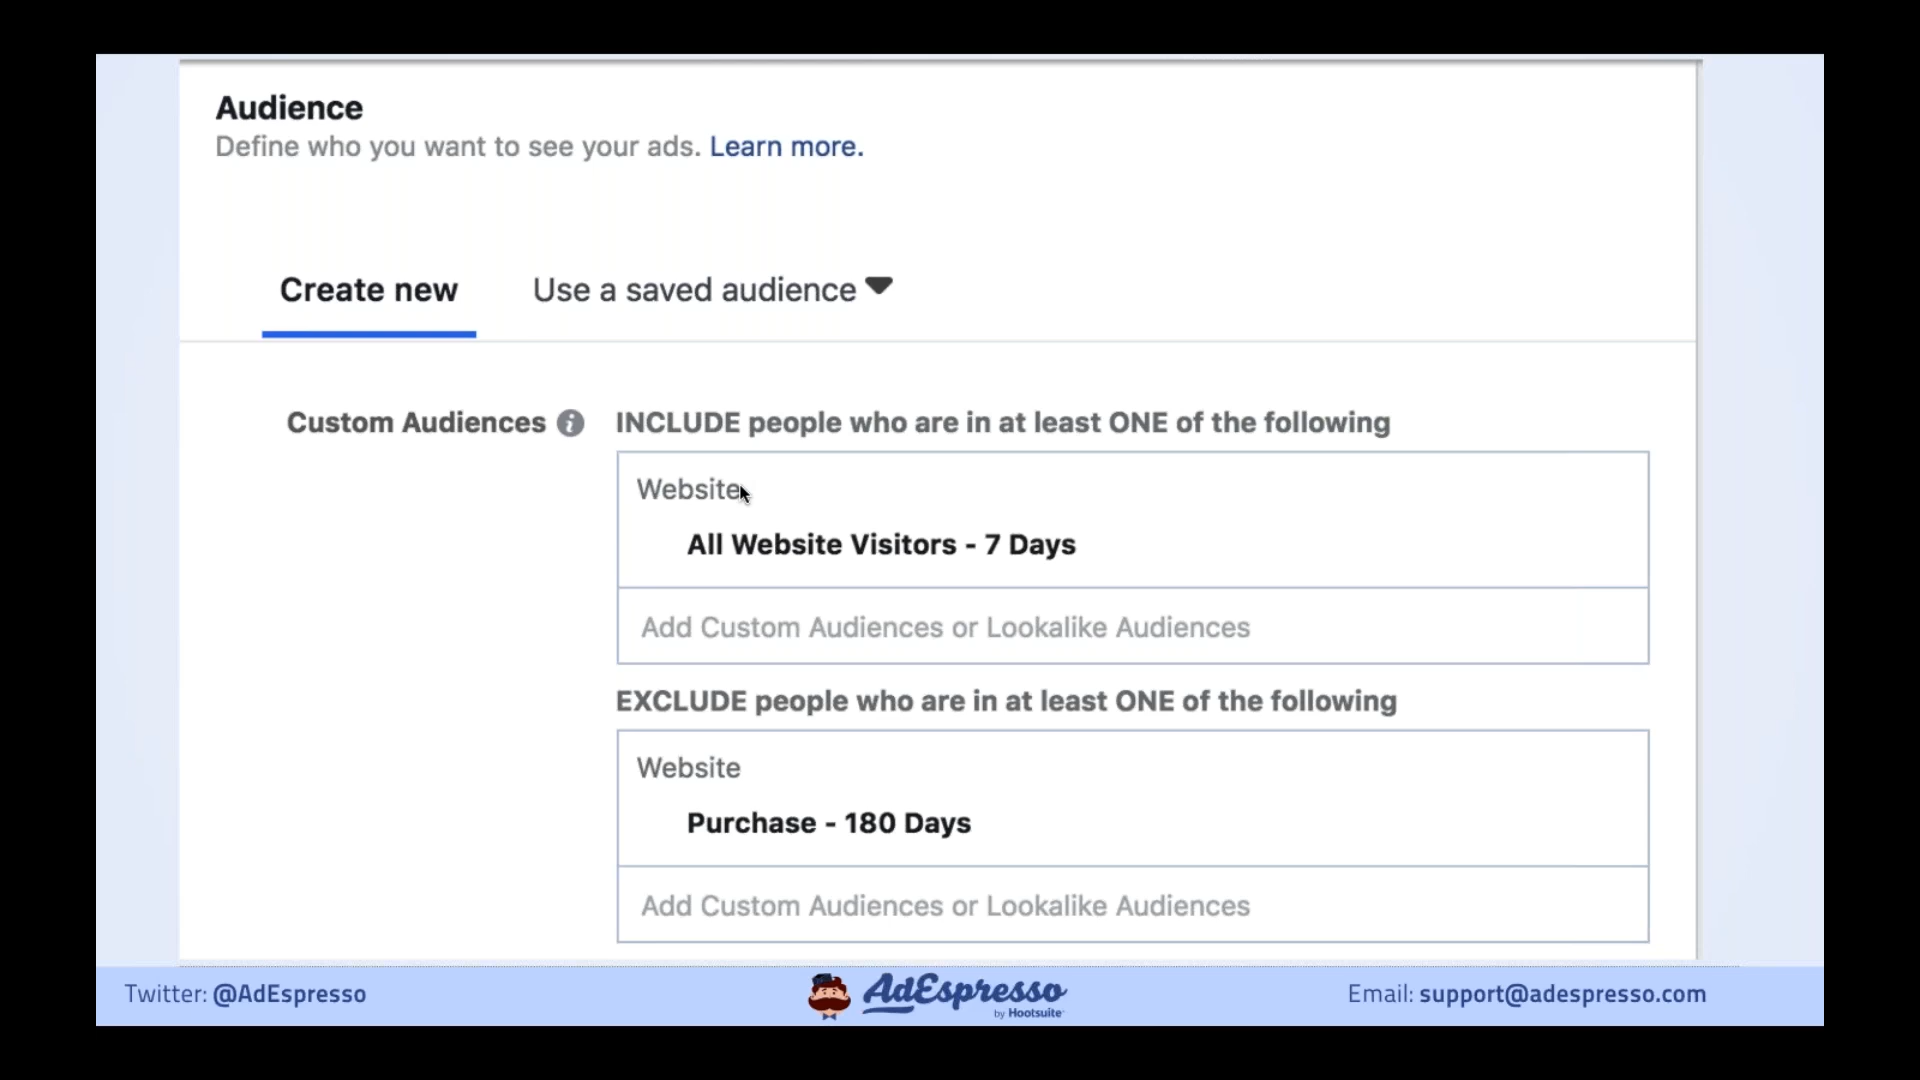 Audience
Define who you want to see your ads. Learn more.
Create new
Use a saved audience
Custom Audiences
INCLUDE people who are in at least ONE of the following
Website
All Website Visitors - 7 Days
Add Custom Audiences or Lookalike Audiences
EXCLUDE people who are in at least ONE of the following
Website
Purchase - 180 Days
Add Custom Audiences or Lookalike Audiences
Twitter: @AdEspresso
AdEspresso
by Hootsuite
Email: support@adespresso.com